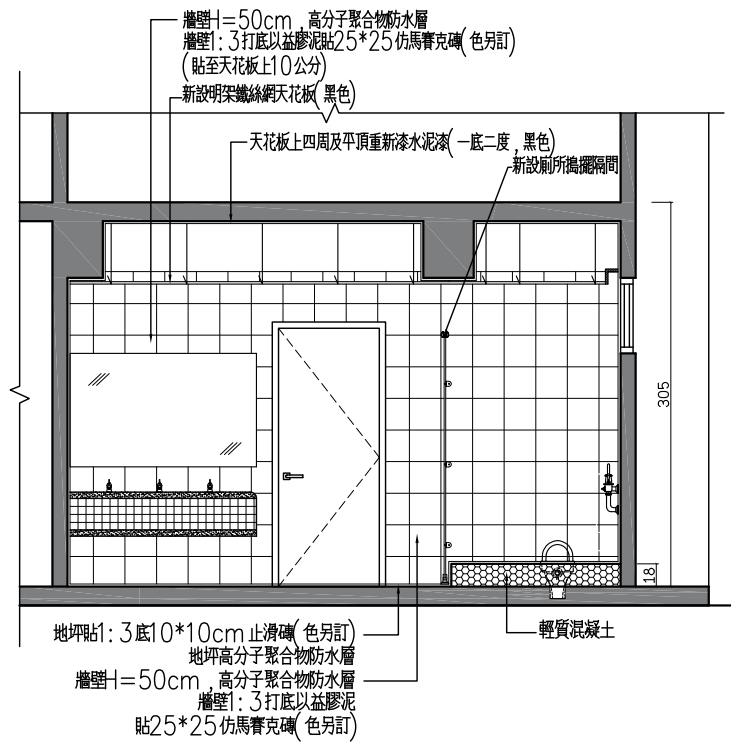 牆壁H=50cm , 高分子聚合物防水層
牆壁1: 3打底以益膠泥貼25*25仿馬賽克磚(色另訂)
(貼至天花板上10公分)
新設明架鐵絲網天花板(黑色)
天花板上四周及平頂重新漆水泥漆(一底二度 , 黑色)
新設廁所搗擺隔間
305
18
地坪貼1: 3底10*10cm 止滑磚(色另訂)
輕質混凝土
地坪高分子聚合物防水層
牆壁H=50cm , 高分子聚合物防水層
牆壁1: 3打底以益膠泥
貼25*25仿馬賽克磚(色另訂)